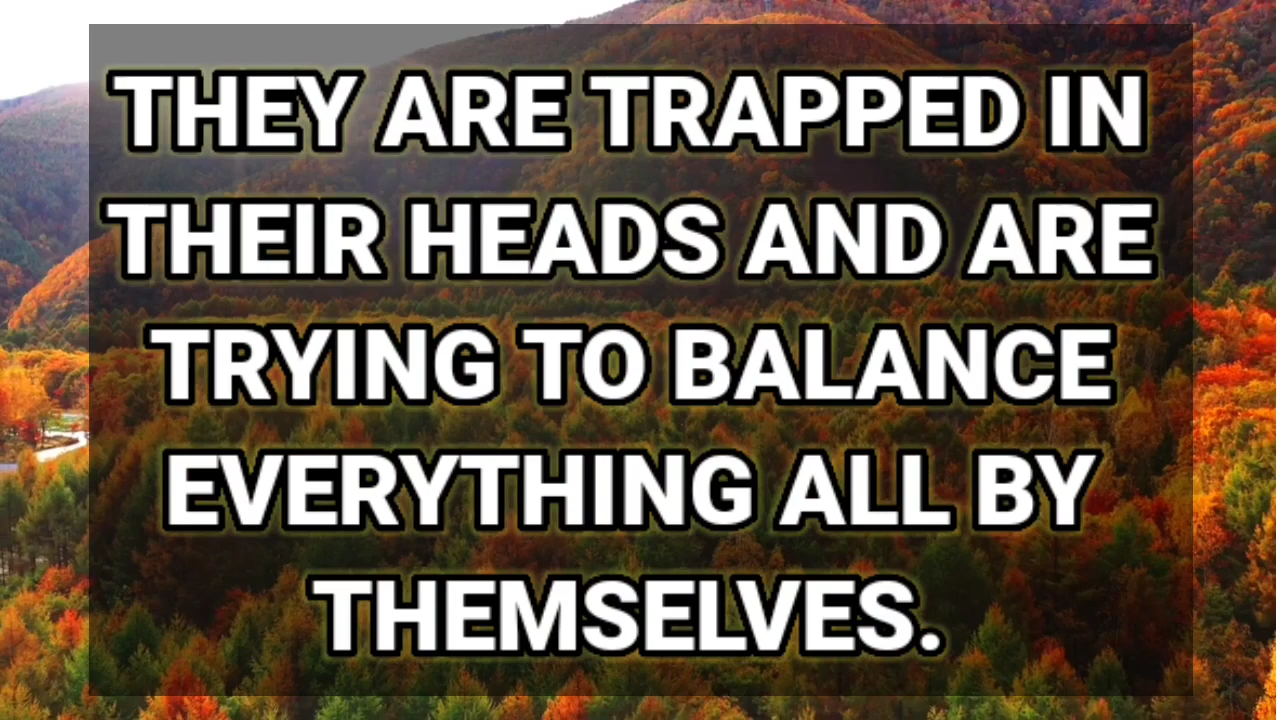 THEY ARE TRAPPED IN
THEIR HEADS AND ARE
TRYING TO BALANCE
EVERYTHING ALL BY
THEMSELVES.